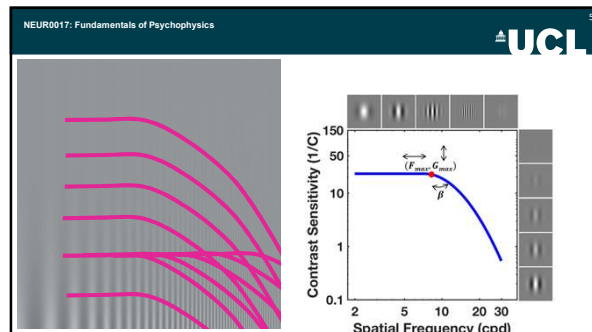 NEUR0017: Fundamentals of Psychophysics
5
UCL
Contrast Sensitivity (1/C)
150
50
10
1
0.1
(Fmax, Gmax)
β
2 5 10 20 30
Spatial Frequency (cpd)